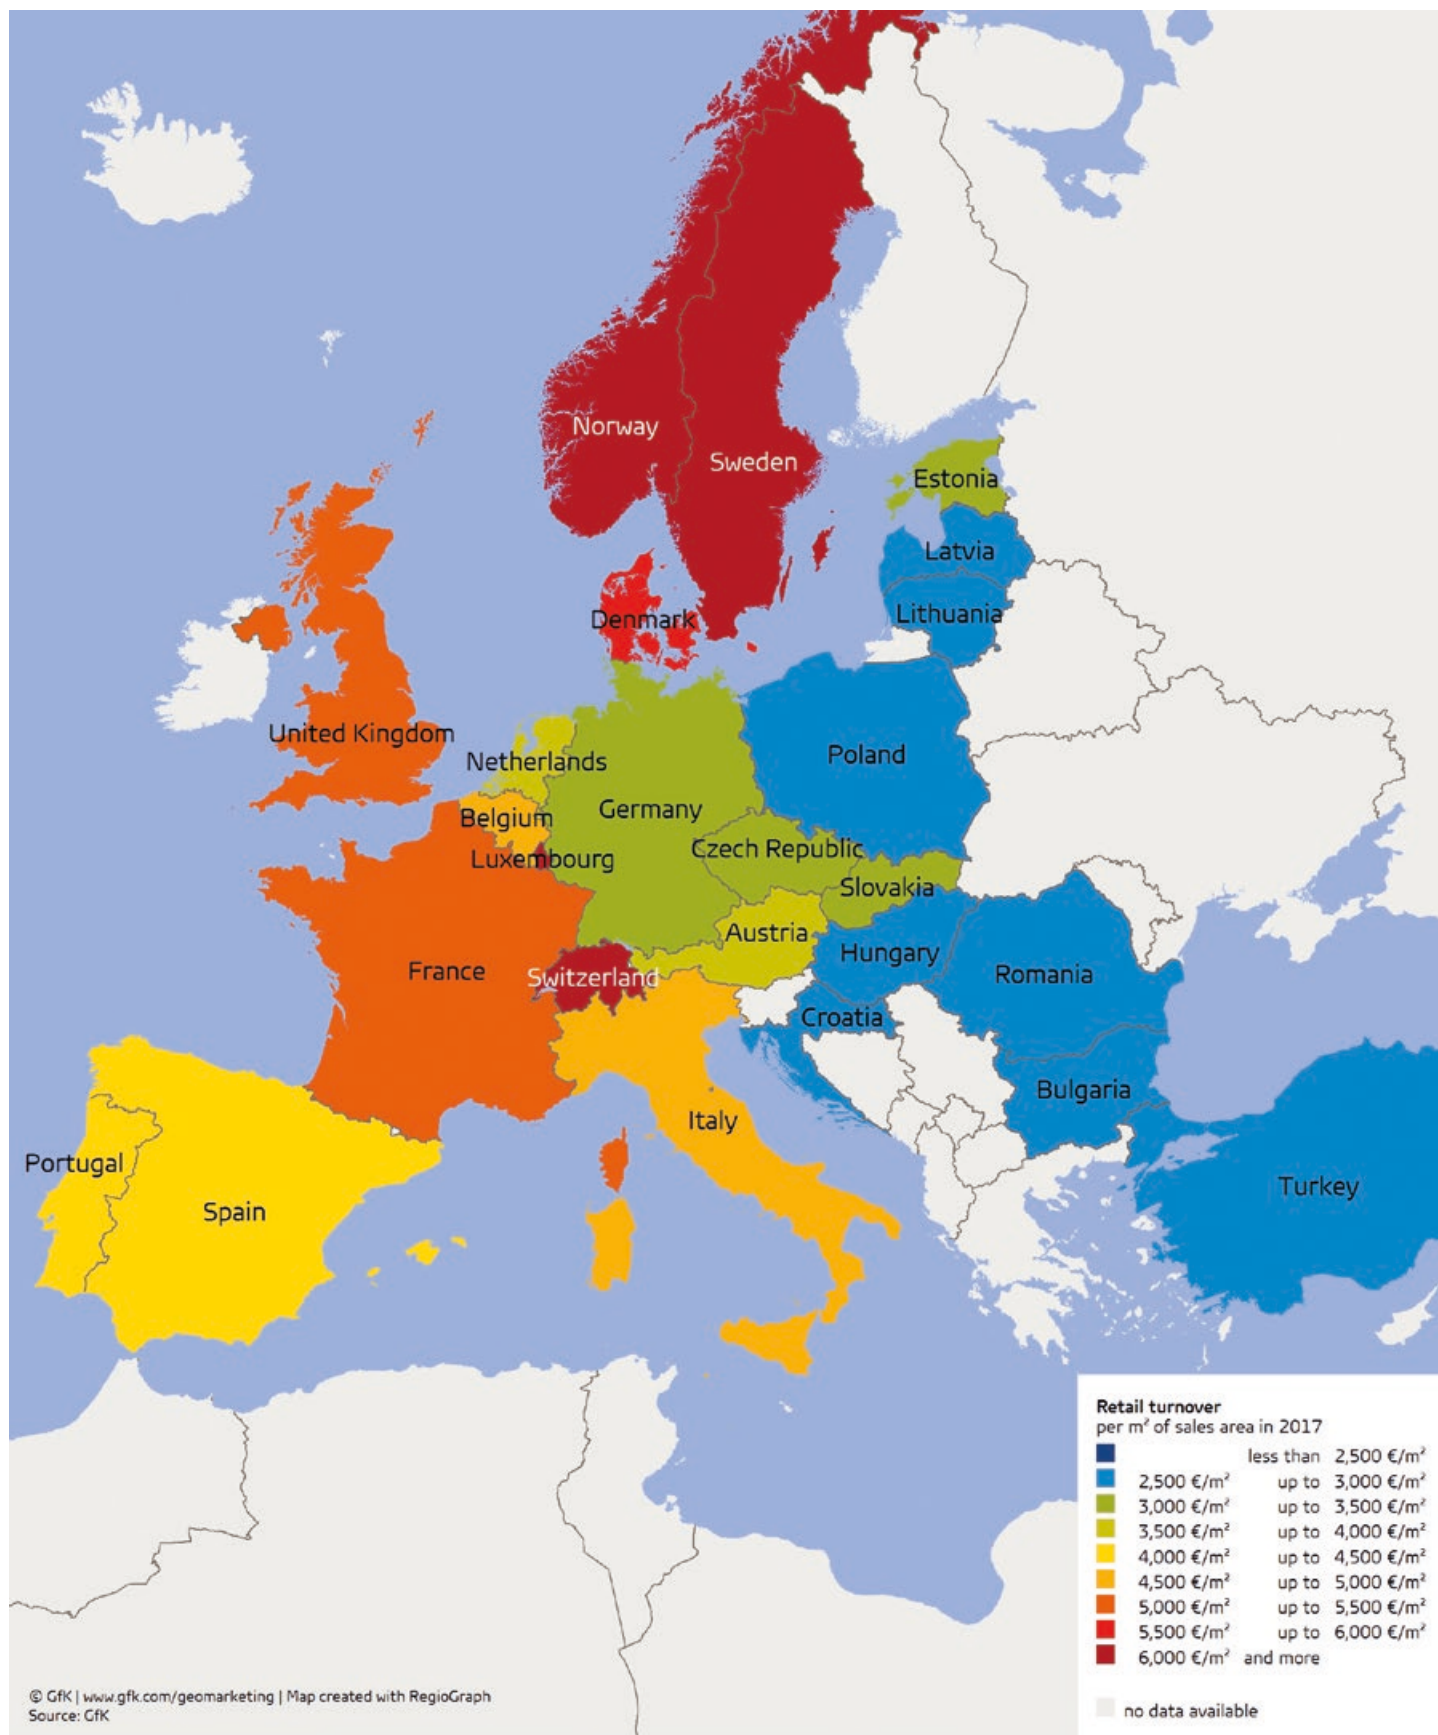 Norway
Sweden
Estonia
Latvia
Lithuania
Denmark
United Kingdom
Netherlands
Poland
Germany
Belgium
Czech Republic
Luxembourg
Slovakia
Austria
Hungary
France
Switzerland
Romania
Croatia
Bulgaria
Italy
Portugal
Spain
Turkey
Retail turnover
per m² of sales area in 2017
less than 2,500 €/m²
2,500 €/m² up to 3,000 €/m²
3,000 €/m² up to 3,500 €/m²
3,500 €/m² up to 4,000 €/m²
4,000 €/m² up to 4,500 €/m²
4,500 €/m² up to 5,000 €/m²
5,000 €/m² up to 5,500 €/m²
5,500 €/m² up to 6,000 €/m²
6,000 €/m² and more
no data available
© GfK | www.gfk.com/geomarketing | Map created with RegioGraph
Source: GfK